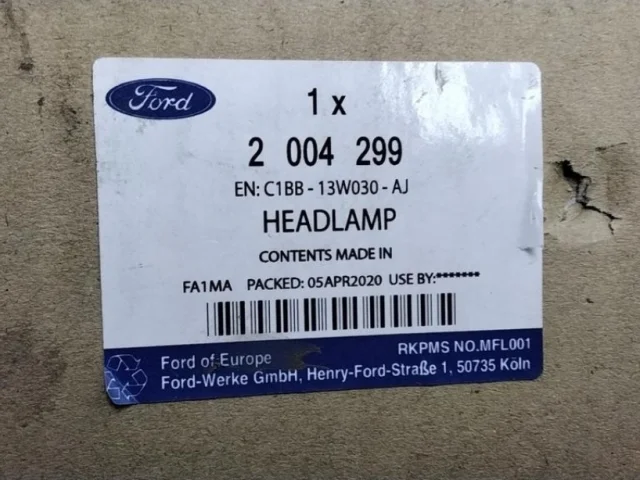 Ford
1 x
2 004 299
EN: C1BB - 13W030 - AJ
HEADLAMP
CONTENTS MADE IN
FA1MA PACKED: 05APR2020 USE BY:*******
Ford of Europe
RKPMS NO.MFL001
Ford-Werke GmbH, Henry-Ford-Straße 1, 50735 Köln